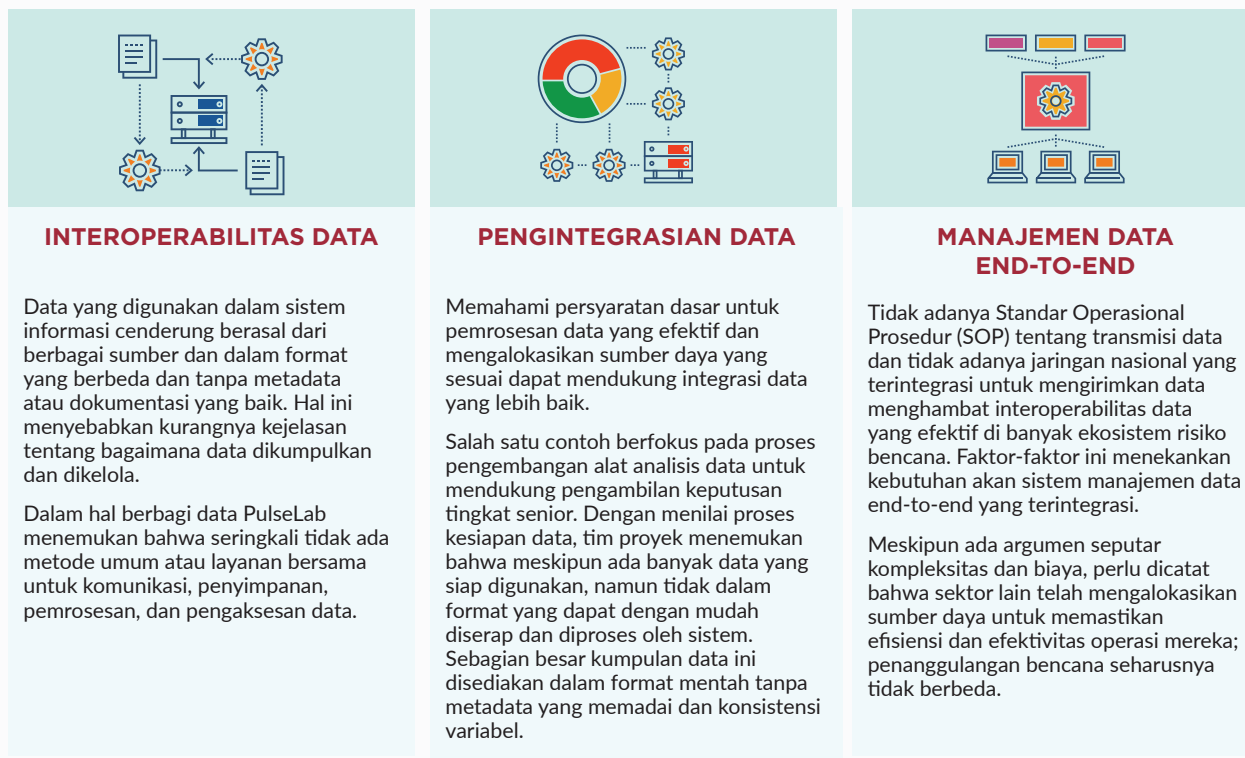 INTEROPERABILITAS DATA
Data yang digunakan dalam sistem
informasi cenderung berasal dari
berbagai sumber dan dalam format
yang berbeda dan tanpa metadata
atau dokumentasi yang baik. Hal ini
menyebabkan kurangnya kejelasan
tentang bagaimana data dikumpulkan
dan dikelola.
Dalam hal berbagi data PulseLab
menemukan bahwa seringkali tidak ada
metode umum atau layanan bersama
untuk komunikasi, penyimpanan,
pemrosesan, dan pengaksesan data.
PENGINTEGRASIAN DATA
Memahami persyaratan dasar untuk
pemrosesan data yang efektif dan
mengalokasikan sumber daya yang
sesuai dapat mendukung integrasi data
yang lebih baik.
Salah satu contoh berfokus pada proses
pengembangan alat analisis data untuk
mendukung pengambilan keputusan
tingkat senior. Dengan menilai proses
kesiapan data, tim proyek menemukan
bahwa meskipun ada banyak data yang
siap digunakan, namun tidak dalam
format yang dapat dengan mudah
diserap dan diproses oleh sistem.
Sebagian besar kumpulan data ini
disediakan dalam format mentah tanpa
metadata yang memadai dan konsistensi
variabel.
MANAJEMEN DATA
END-TO-END
Tidak adanya Standar Operasional
Prosedur (SOP) tentang transmisi data
dan tidak adanya jaringan nasional yang
terintegrasi untuk mengirimkan data
menghambat interoperabilitas data
yang efektif di banyak ekosistem risiko
bencana. Faktor-faktor ini menekankan
kebutuhan akan sistem manajemen data
end-to-end yang terintegrasi.
Meskipun ada argumen seputar
kompleksitas dan biaya, perlu dicatat
bahwa sektor lain telah mengalokasikan
sumber daya untuk memastikan
efisiensi dan efektivitas operasi mereka;
penanggulangan bencana seharusnya
tidak berbeda.